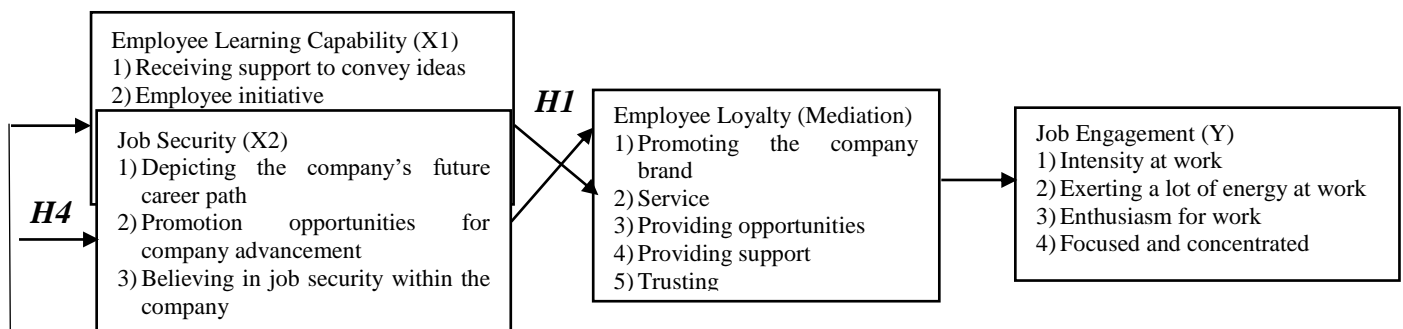 Employee Learning Capability (X1)
1) Receiving support to convey ideas
2) Employee initiative
H1
Job Security (X2)
1) Depicting the company’s future
career path
2) Promotion opportunities for
company advancement
3) Believing in job security within the
company
H4
Employee Loyalty (Mediation)
1) Promoting the company
brand
2) Service
3) Providing opportunities
4) Providing support
5) Trusting
Job Engagement (Y)
1) Intensity at work
2) Exerting a lot of energy at work
3) Enthusiasm for work
4) Focused and concentrated